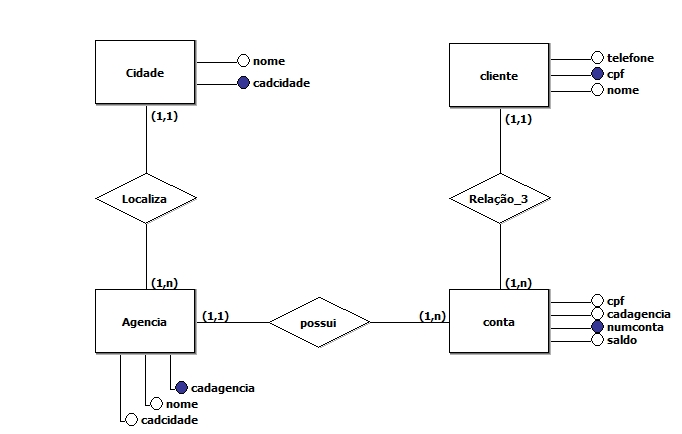 Cidade
nome
cadcidade
(1,1)
cliente
telefone
cpf
nome
(1,1)
Localiza
Relação_3
(1,n)
(1,n)
Agencia
(1,1)
possui
(1,n)
conta
cpf
cadagencia
numconta
saldo
cadagencia
nome
cadcidade